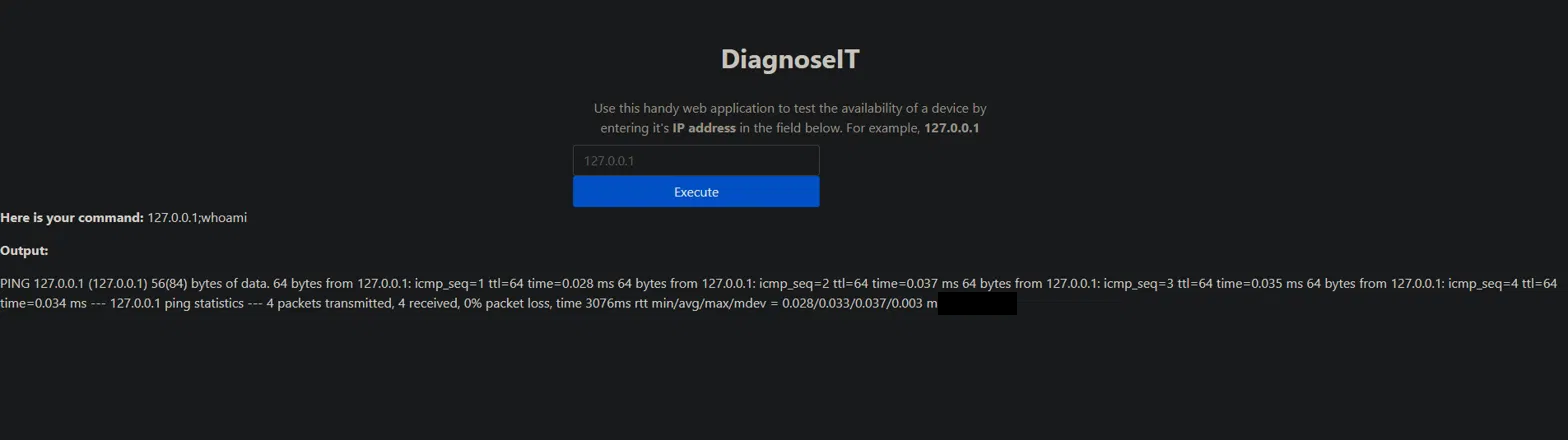 DiagnoseIT
Use this handy web application to test the availability of a device by
entering it's IP address in the field below. For example, 127.0.0.1
127.0.0.1
Execute
Here is your command: 127.0.0.1;whoami
Output:
PING 127.0.0.1 (127.0.0.1) 56(84) bytes of data. 64 bytes from 127.0.0.1: icmp_seq=1 ttl=64 time=0.028 ms 64 bytes from 127.0.0.1: icmp_seq=2 ttl=64 time=0.037 ms 64 bytes from 127.0.0.1: icmp_seq=3 ttl=64 time=0.035 ms 64 bytes from 127.0.0.1: icmp_seq=4 ttl=64
time=0.034 ms --- 127.0.0.1 ping statistics --- 4 packets transmitted, 4 received, 0% packet loss, time 3076ms rtt min/avg/max/mdev = 0.028/0.033/0.037/0.003 m